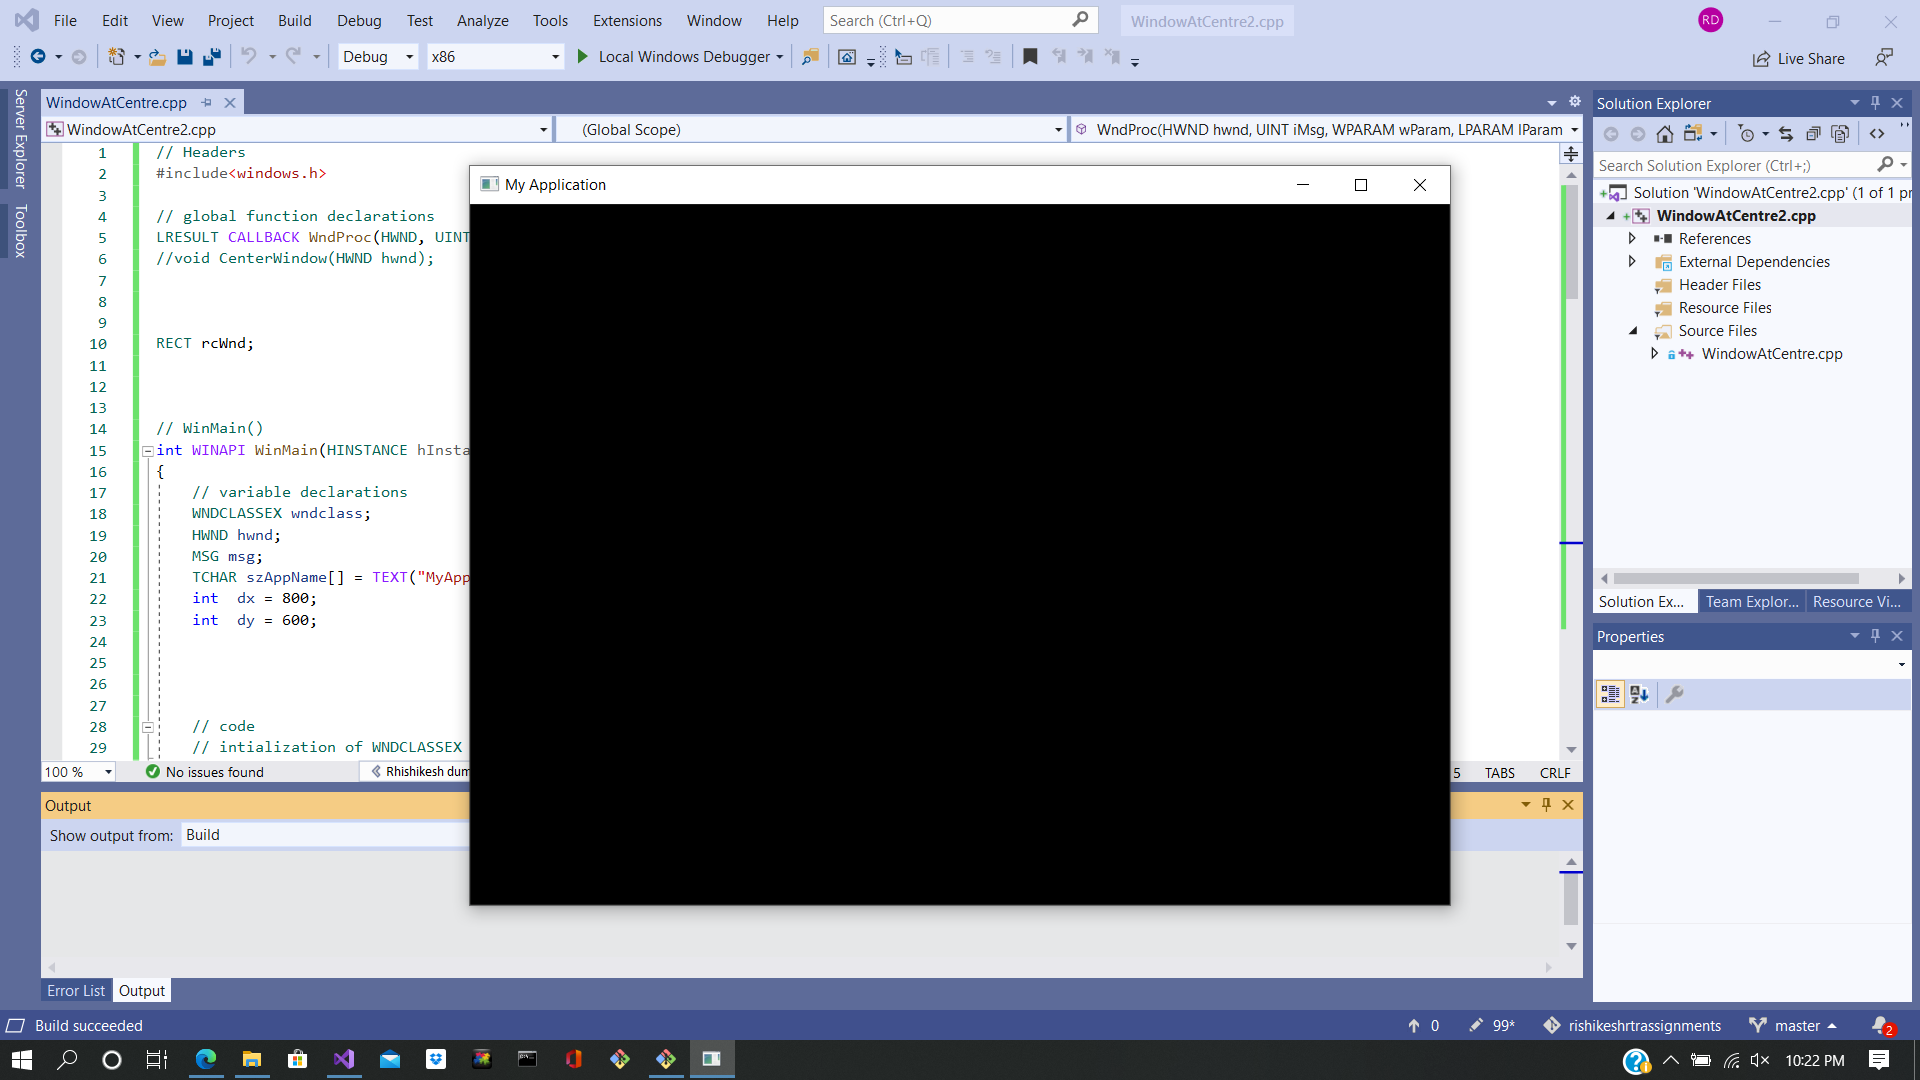 File Edit View Project Build Debug Test Analyze Tools Extensions Window Help Search (Ctrl+Q) WindowAtCentre2.cpp RD
Debug x86 Local Windows Debugger Live Share
Server Explorer
Toolbox
WindowAtCentre.cpp
WindowAtCentre2.cpp (Global Scope) WndProc(HWND hwnd, UINT iMsg, WPARAM wParam, LPARAM lParam
1 // Headers
2 #include<windows.h>
3
4 // global function declarations
5 LRESULT CALLBACK WndProc(HWND, UINT
6 //void CenterWindow(HWND hwnd);
7
8
9
10 RECT rcWnd;
11
12
13
14 // WinMain()
15 int WINAPI WinMain(HINSTANCE hInsta
16 {
17 // variable declarations
18 WNDCLASSEX wndclass;
19 HWND hwnd;
20 MSG msg;
21 TCHAR szAppName[] = TEXT("MyApp
22 int dx = 800;
23 int dy = 600;
24
25
26
27
28 // code
29 // intialization of WNDCLASSEX
My Application
100 % No issues found Rhishikesh dum 5 TABS CRLF
Output
Show output from: Build
Error List Output
Solution Explorer
Search Solution Explorer (Ctrl+;)
Solution 'WindowAtCentre2.cpp' (1 of 1 pr
WindowAtCentre2.cpp
References
External Dependencies
Header Files
Resource Files
Source Files
WindowAtCentre.cpp
Solution Ex... Team Explor... Resource Vi...
Properties
Build succeeded 0 99* rishikeshrtrassignments master 2
10:22 PM